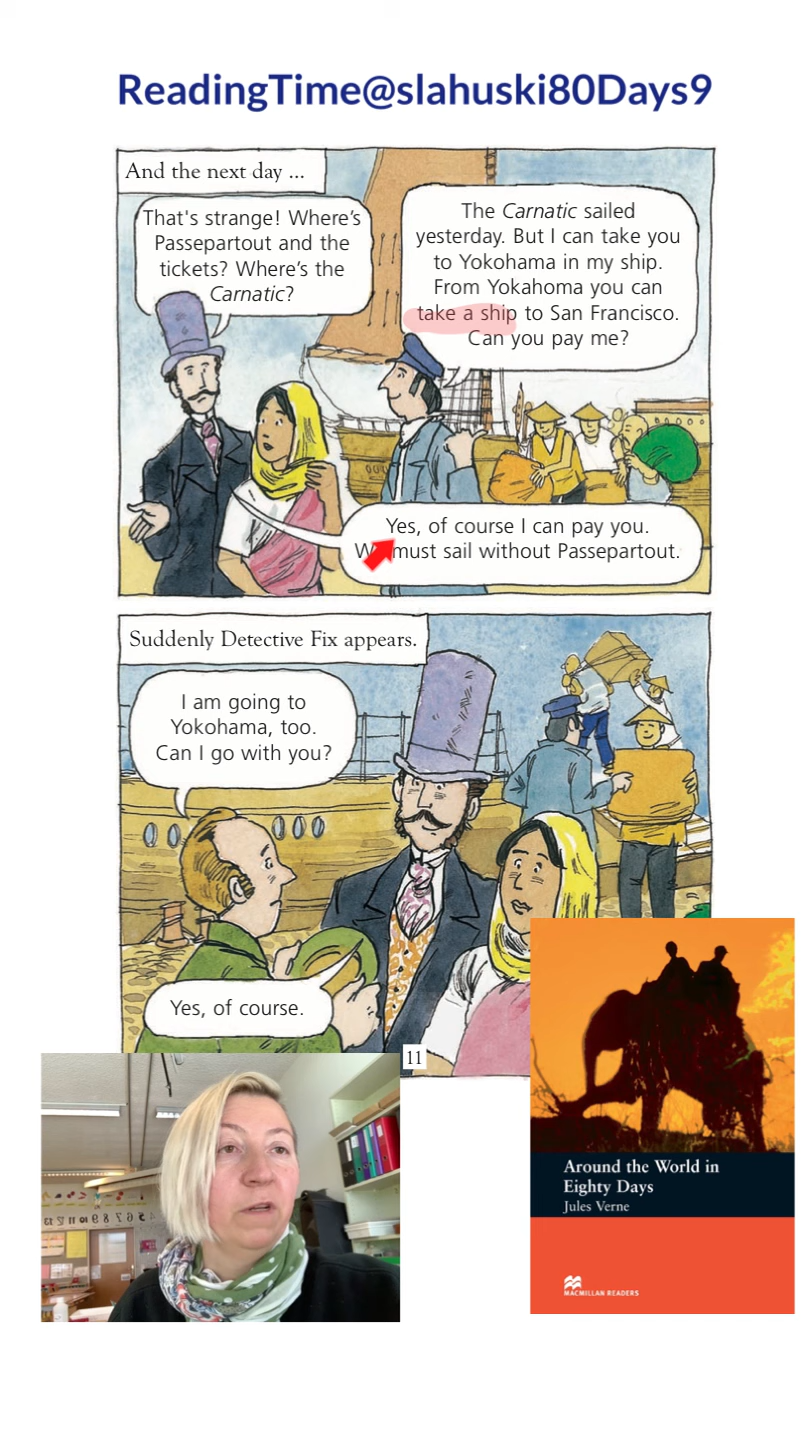 ReadingTime@slahuski80Days9
And the next day ...
That's strange! Where's
Passepartout and the
tickets? Where's the
Carnatic?
The Carnatic sailed
yesterday. But I can take you
to Yokohama in my ship.
From Yokahoma you can
take a ship to San Francisco.
Can you pay me?
Yes, of course I can pay you.
must sail without Passepartout.
Suddenly Detective Fix appears.
I am going to
Yokohama, too.
Can I go with you?
Yes, of course.
11
Around the World in
Eighty Days
Jules Verne
MACMILLAN READERS